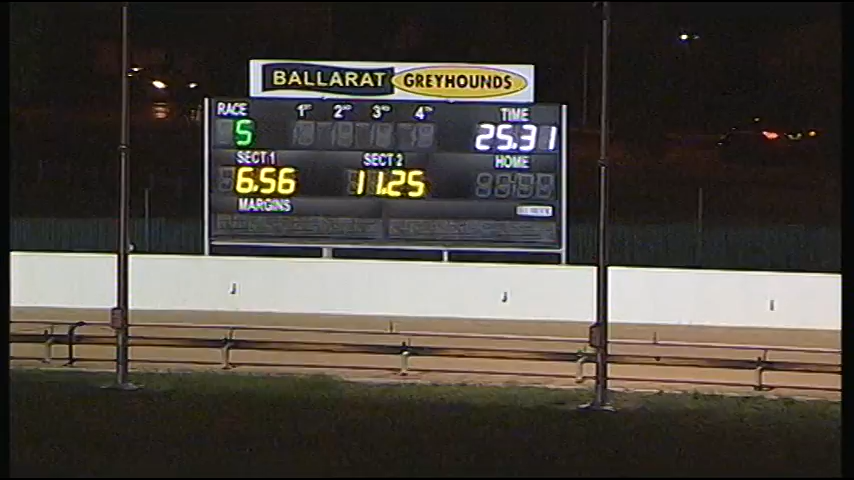 BALLARAT GREYHOUNDS
RACE 1ST 2ND 3RD 4TH TIME
5 25.31
SECT 1 SECT 2 HOME
6.56 11.25
MARGINS